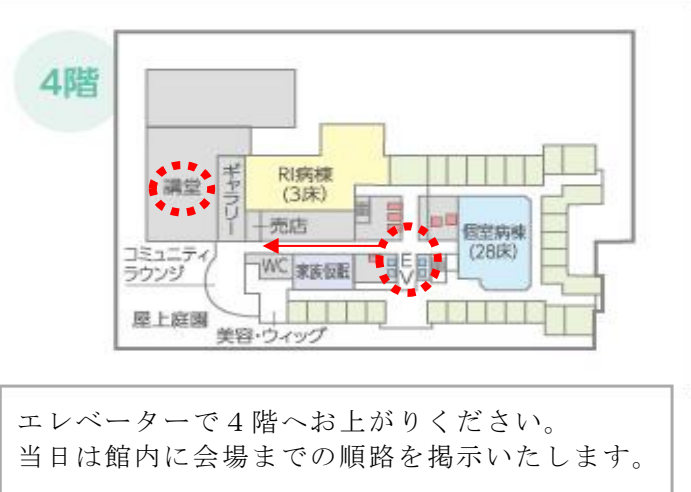 4階
講堂
ギャラリー
RI病棟
(3床)
売店
個室病棟
(28床)
コミュニティ
ラウンジ
WC
家族仮眠
EV
屋上庭園
美容・ウィッグ
エレベーターで４階へお上がりください。
当日は館内に会場までの順路を掲示いたします。